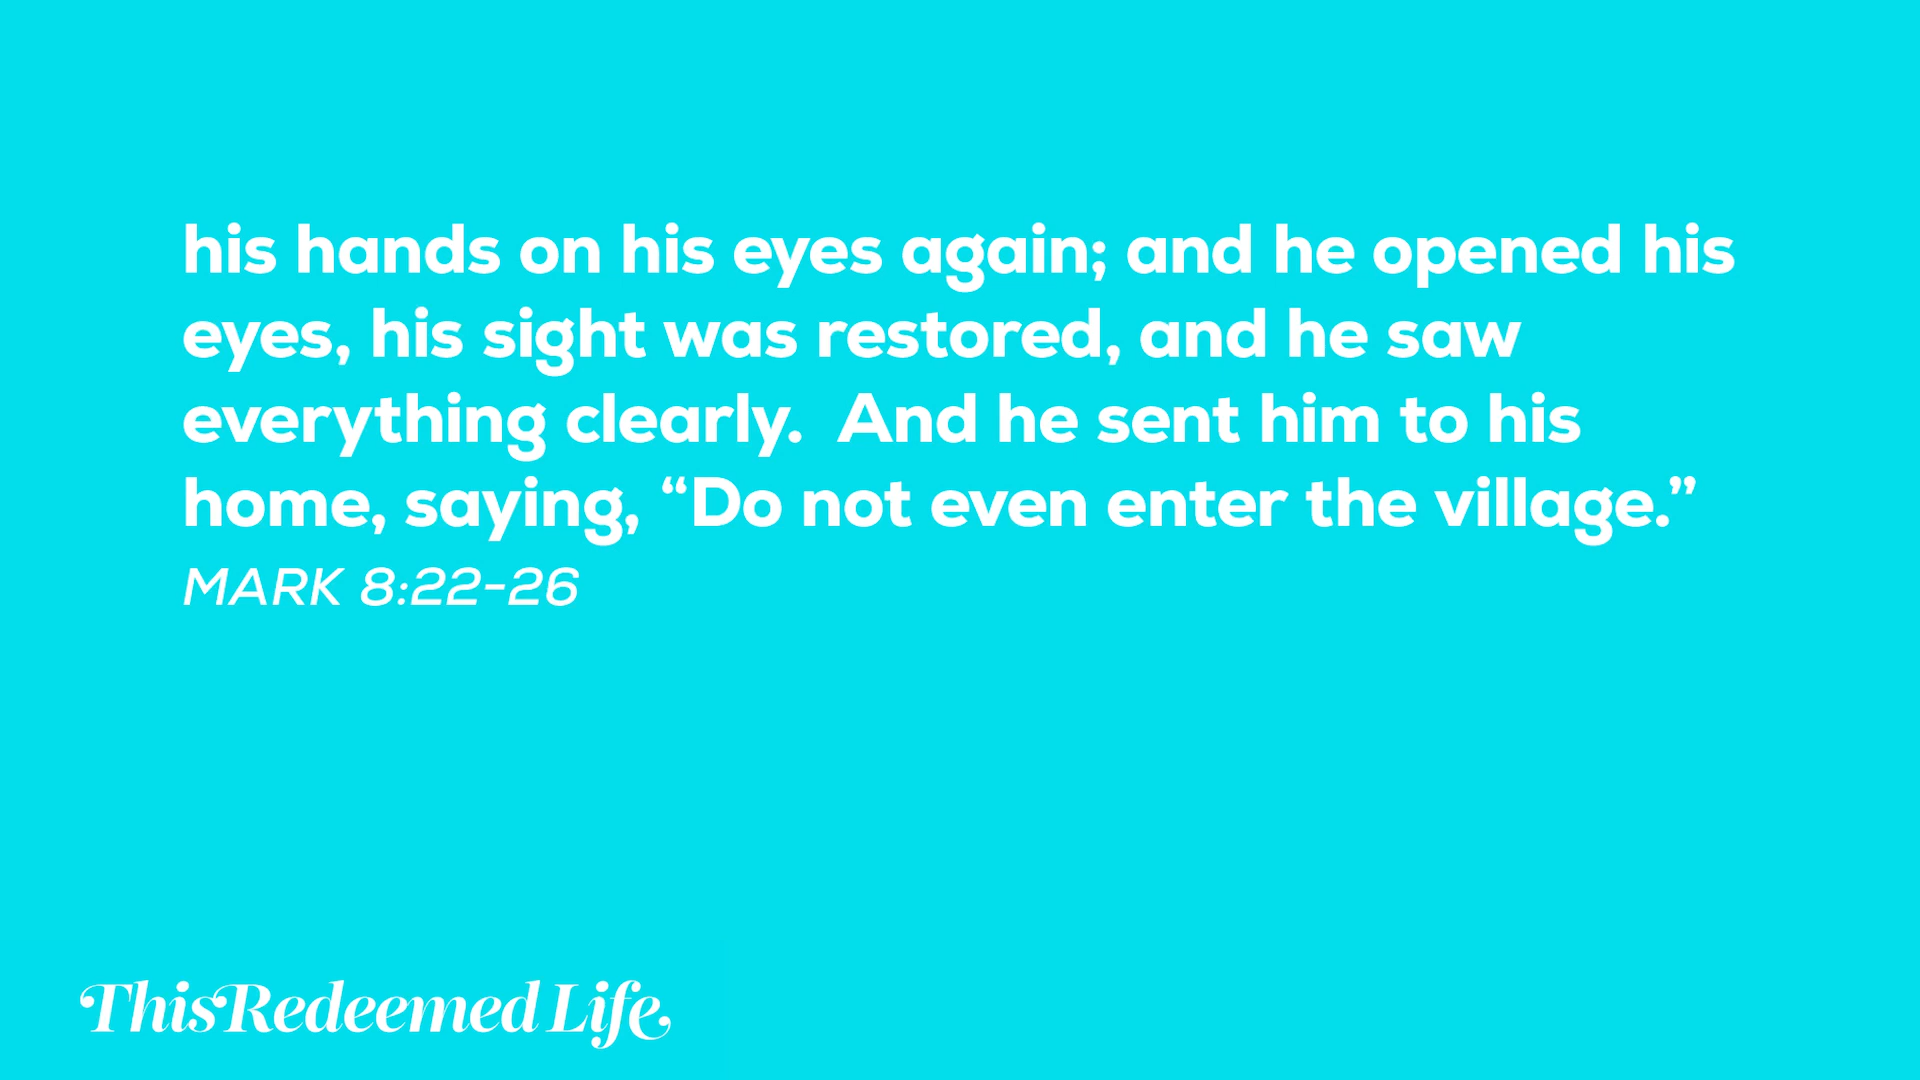 his hands on his eyes again; and he opened his
eyes, his sight was restored, and he saw
everything clearly.  And he sent him to his
home, saying, “Do not even enter the village.”
MARK 8:22-26
This Redeemed Life.